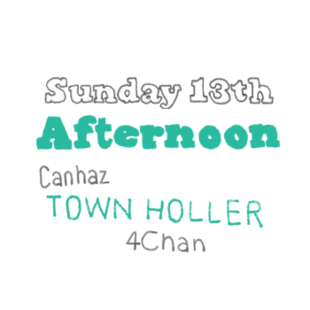 Sunday 13th
Afternoon
Canhaz
TOWN HOLLER
4Chan